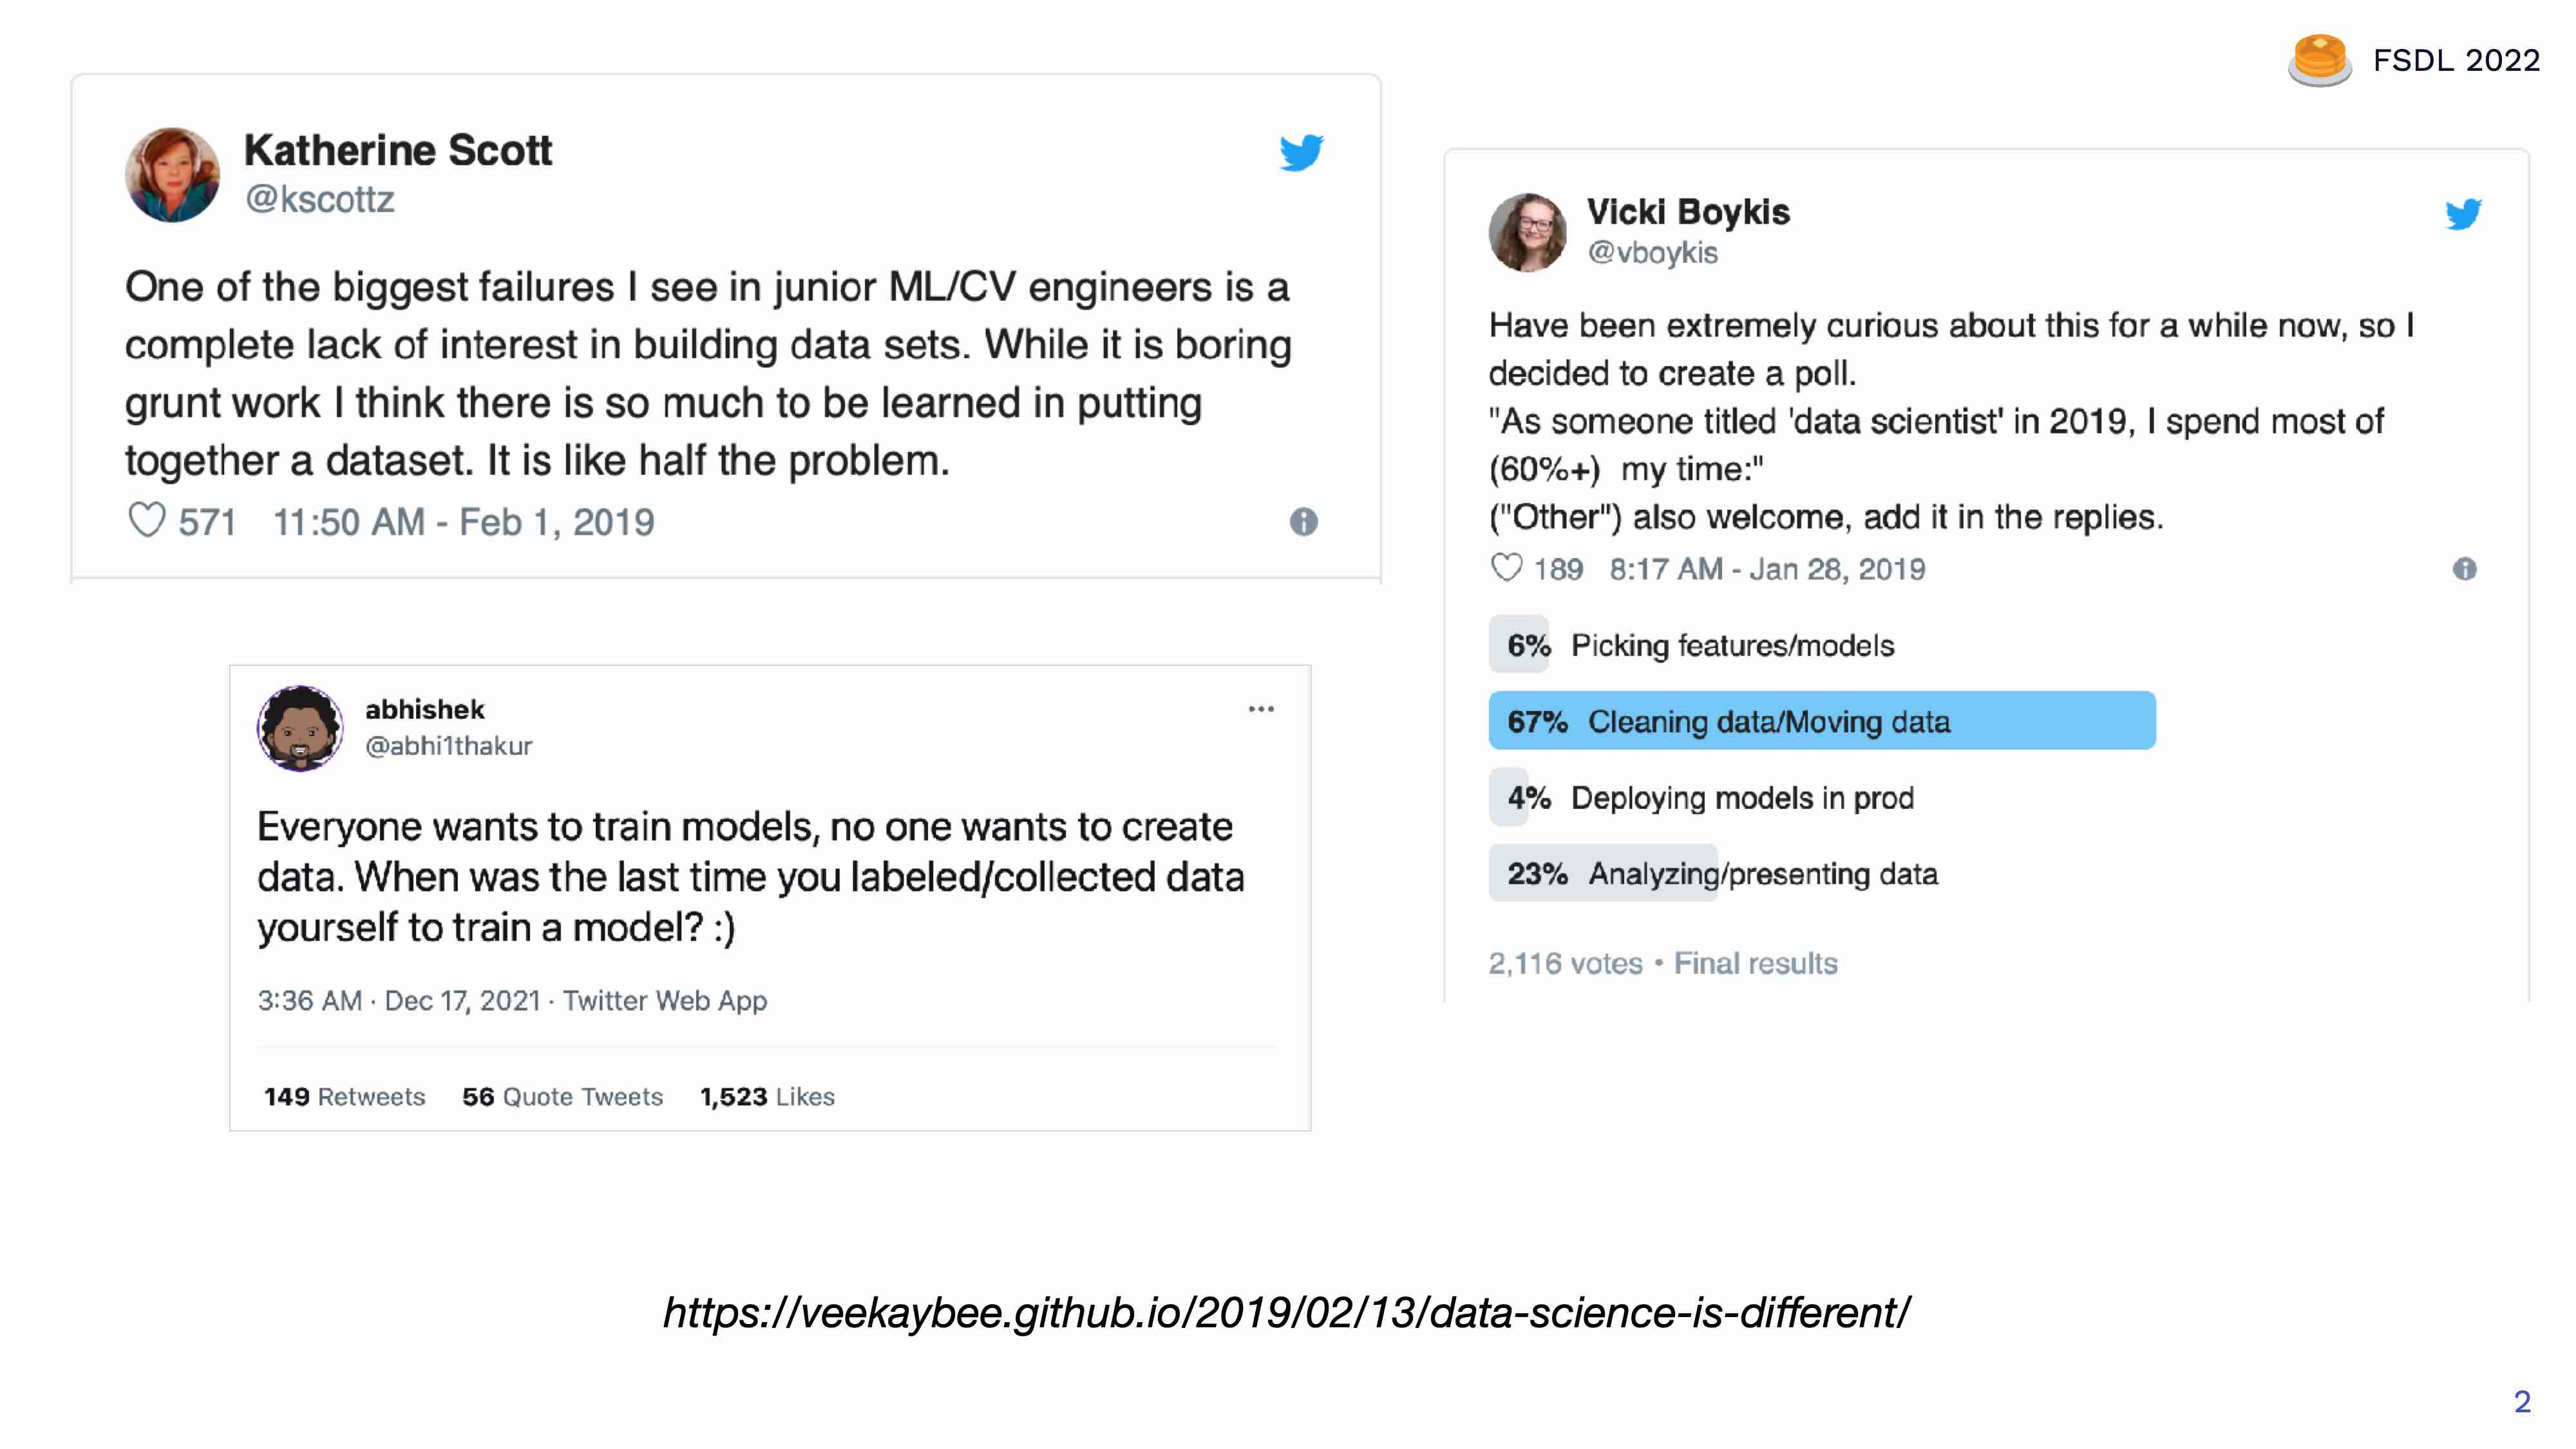 FSDL 2022
Katherine Scott
@kscottz
One of the biggest failures I see in junior ML/CV engineers is a
complete lack of interest in building data sets. While it is boring
grunt work I think there is so much to be learned in putting
together a dataset. It is like half the problem.
571 11:50 AM - Feb 1, 2019
abhishek
@abhi1thakur
Everyone wants to train models, no one wants to create
data. When was the last time you labeled/collected data
yourself to train a model? :)
3:36 AM · Dec 17, 2021 · Twitter Web App
149 Retweets 56 Quote Tweets 1,523 Likes
Vicki Boykis
@vboykis
Have been extremely curious about this for a while now, so I
decided to create a poll.
"As someone titled 'data scientist' in 2019, I spend most of
(60%+) my time:"
("Other") also welcome, add it in the replies.
189 8:17 AM - Jan 28, 2019
6% Picking features/models
67% Cleaning data/Moving data
4% Deploying models in prod
23% Analyzing/presenting data
2,116 votes • Final results
https://veekaybee.github.io/2019/02/13/data-science-is-different/
2